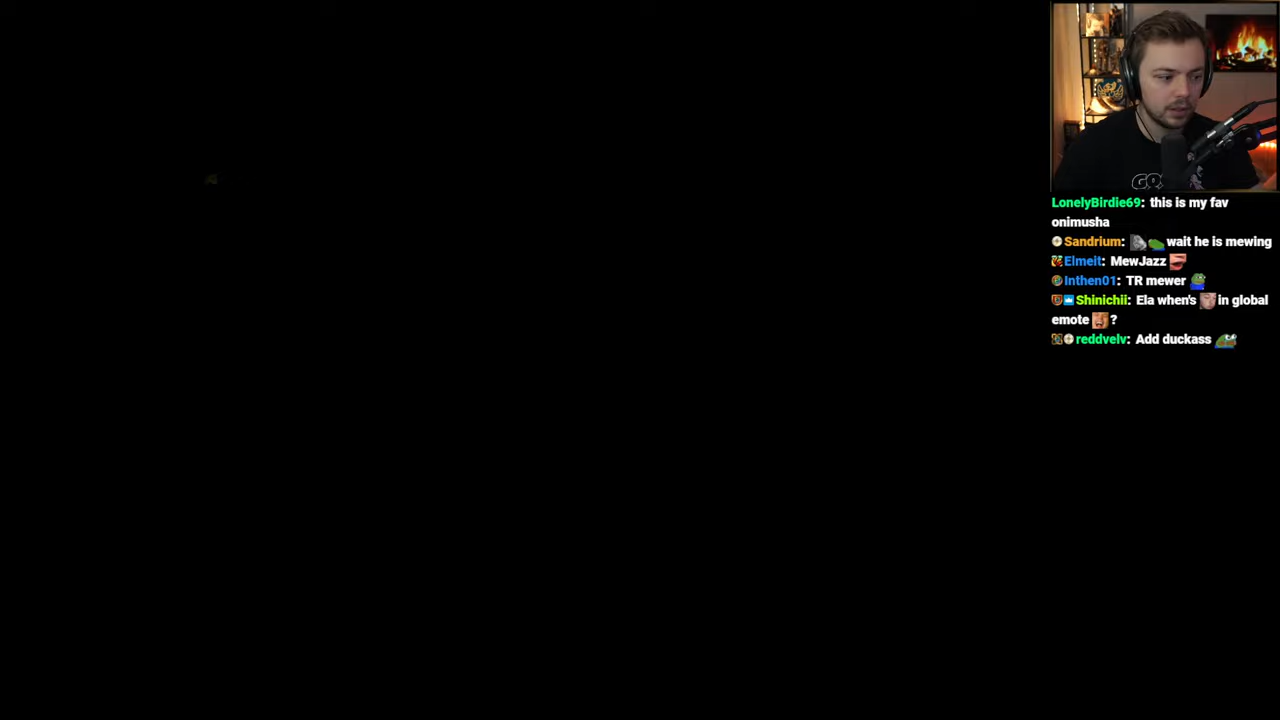 LonelyBirdie69: this is my fav
onimusha
Sandrium: wait he is mewing
Elmeit: MewJazz
Inthen01: TR mewer
Shinichii: Ela when's in global
emote ?
reddvelv: Add duckass